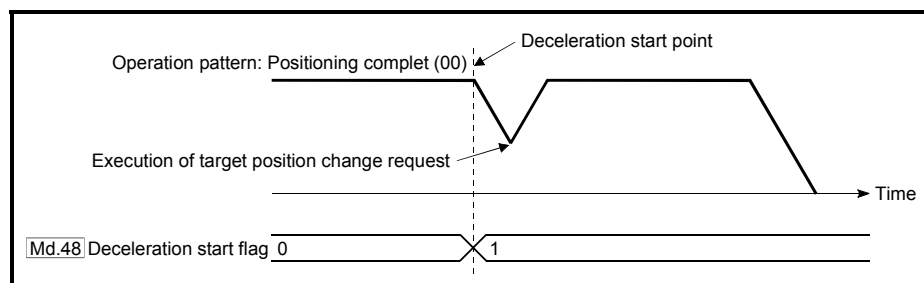 Deceleration start point
Operation pattern: Positioning complet (00)
Execution of target position change request
Time
Md.48 Deceleration start flag 0 1